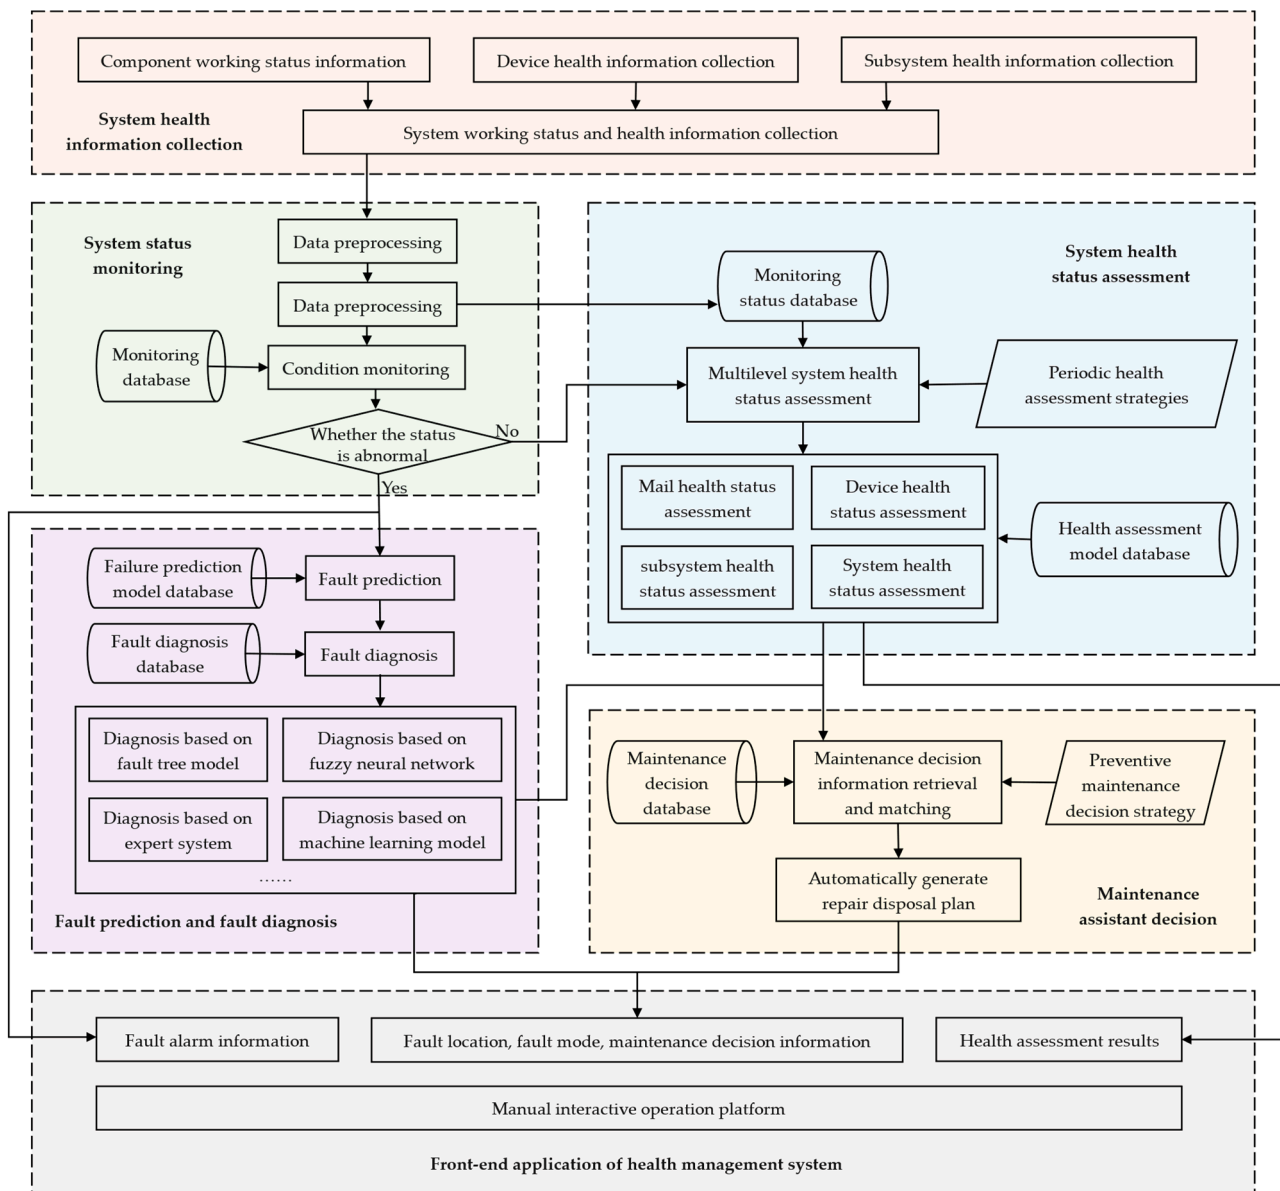 Component working status information
Device health information collection
Subsystem health information collection
System health
information collection
System working status and health information collection
System status
monitoring
Data preprocessing
Data preprocessing
Monitoring
database
Condition monitoring
Whether the status
is abnormal
No
Yes
System health
status assessment
Monitoring
status database
Multilevel system health
status assessment
Periodic health
assessment strategies
Mail health status
assessment
Device health
status assessment
subsystem health
status assessment
System health
status assessment
Health assessment
model database
Failure prediction
model database
Fault prediction
Fault diagnosis
database
Fault diagnosis
Diagnosis based on
fault tree model
Diagnosis based on
fuzzy neural network
Diagnosis based on
expert system
Diagnosis based on
machine learning model
......
Fault prediction and fault diagnosis
Maintenance
decision
database
Maintenance decision
information retrieval
and matching
Preventive
maintenance
decision strategy
Automatically generate
repair disposal plan
Maintenance
assistant decision
Fault alarm information
Fault location, fault mode, maintenance decision information
Health assessment results
Manual interactive operation platform
Front-end application of health management system